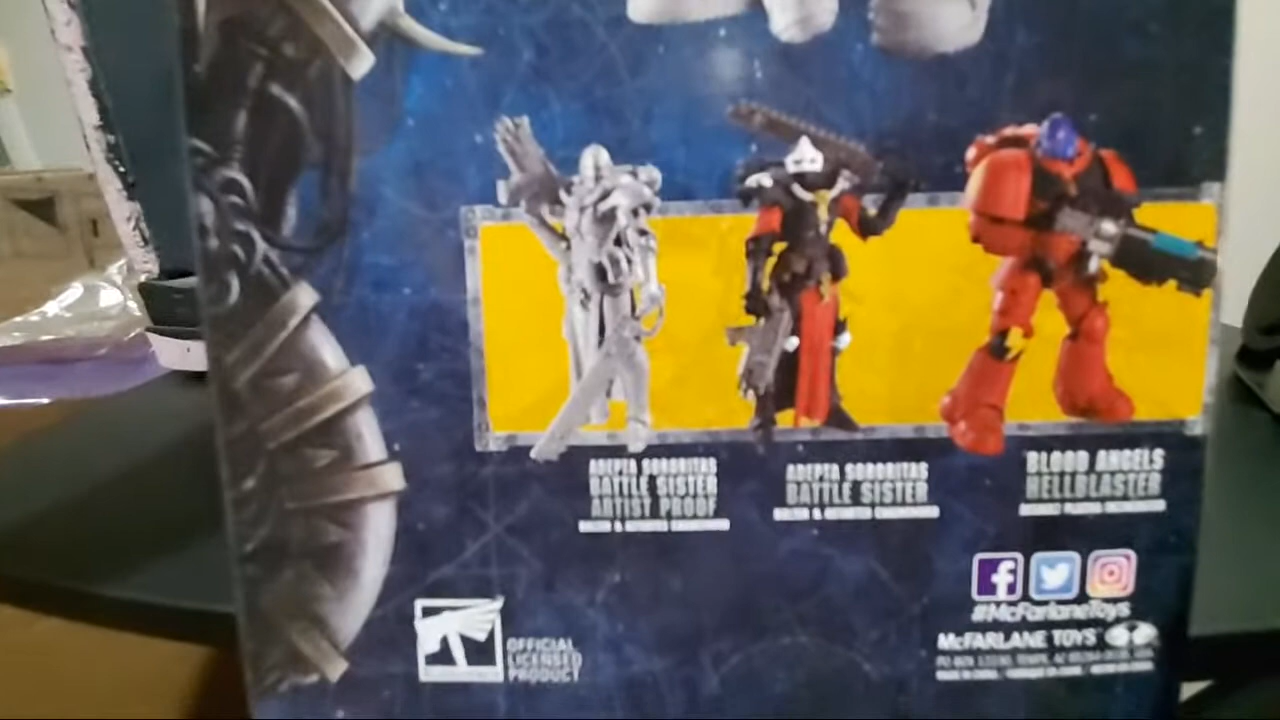 ADEPTA SORORITAS
BATTLE SISTER
ARTIST PROOF
ADEPTA SORORITAS
BATTLE SISTER
BLOOD ANGELS
HELLBLASTER
#McFarlaneToys
McFARLANE TOYS
OFFICIAL
LICENSED
PRODUCT